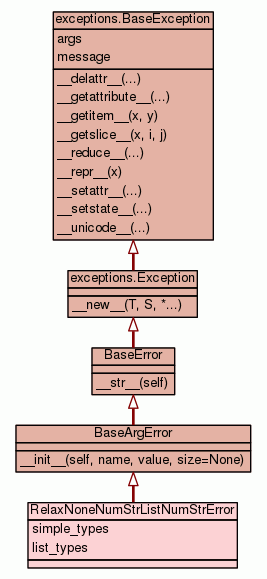 exceptions.BaseException
args
message
__delattr__(...)
__getattribute__(...)
__getitem__(x, y)
__getslice__(x, i, j)
__reduce__(...)
__repr__(x)
__setattr__(...)
__setstate__(...)
__unicode__(...)
exceptions.Exception
__new__(T, S, *...)
BaseError
__str__(self)
BaseArgError
__init__(self, name, value, size=None)
RelaxNoneNumStrListNumStrError
simple_types
list_types